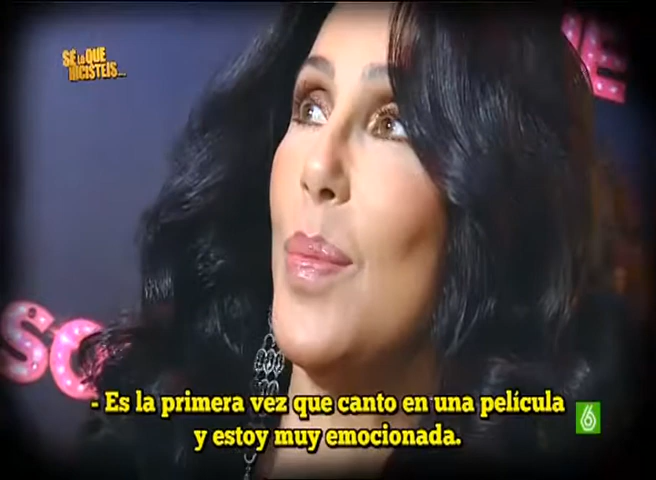 SÉ LO QUE
HICISTEIS...
- Es la primera vez que canto en una película
y estoy muy emocionada.
6